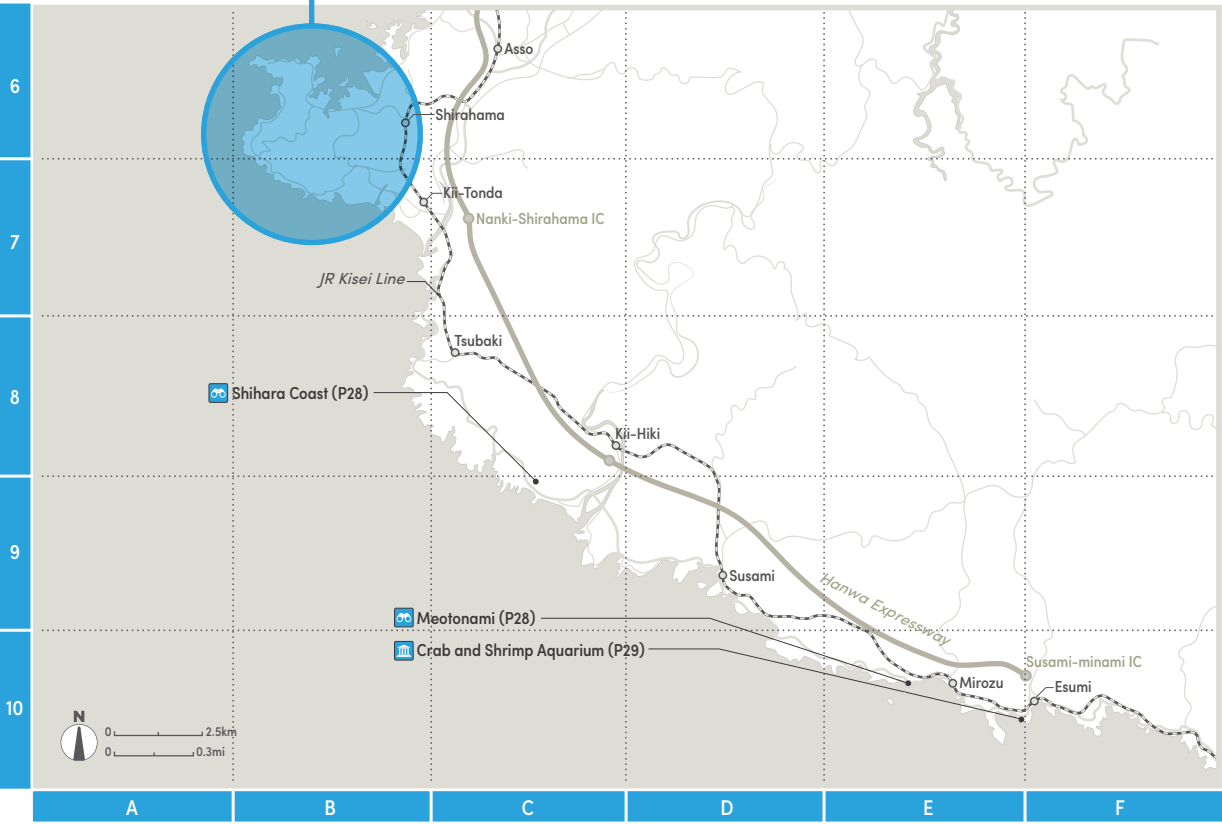 6
Asso
Shirahama
Kii-Tonda
Nanki-Shirahama IC
7
JR Kisei Line
Tsubaki
8
Shihara Coast (P28)
Kii-Hiki
9
Susami
Hanwa Expressway
Meotonami (P28)
Crab and Shrimp Aquarium (P29)
Susami-minami IC
Mirozu
Esumi
10
N
0 2.5km
0 0.3mi
A B C D E F